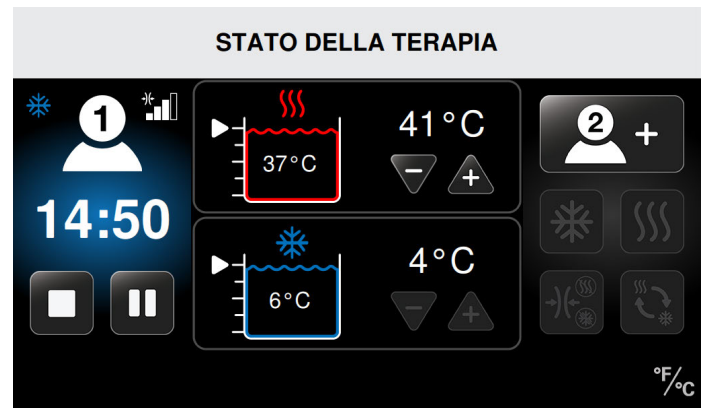 STATO DELLA TERAPIA
1
14:50
37°C
41°C
6°C
4°C
2 +
°F/°C